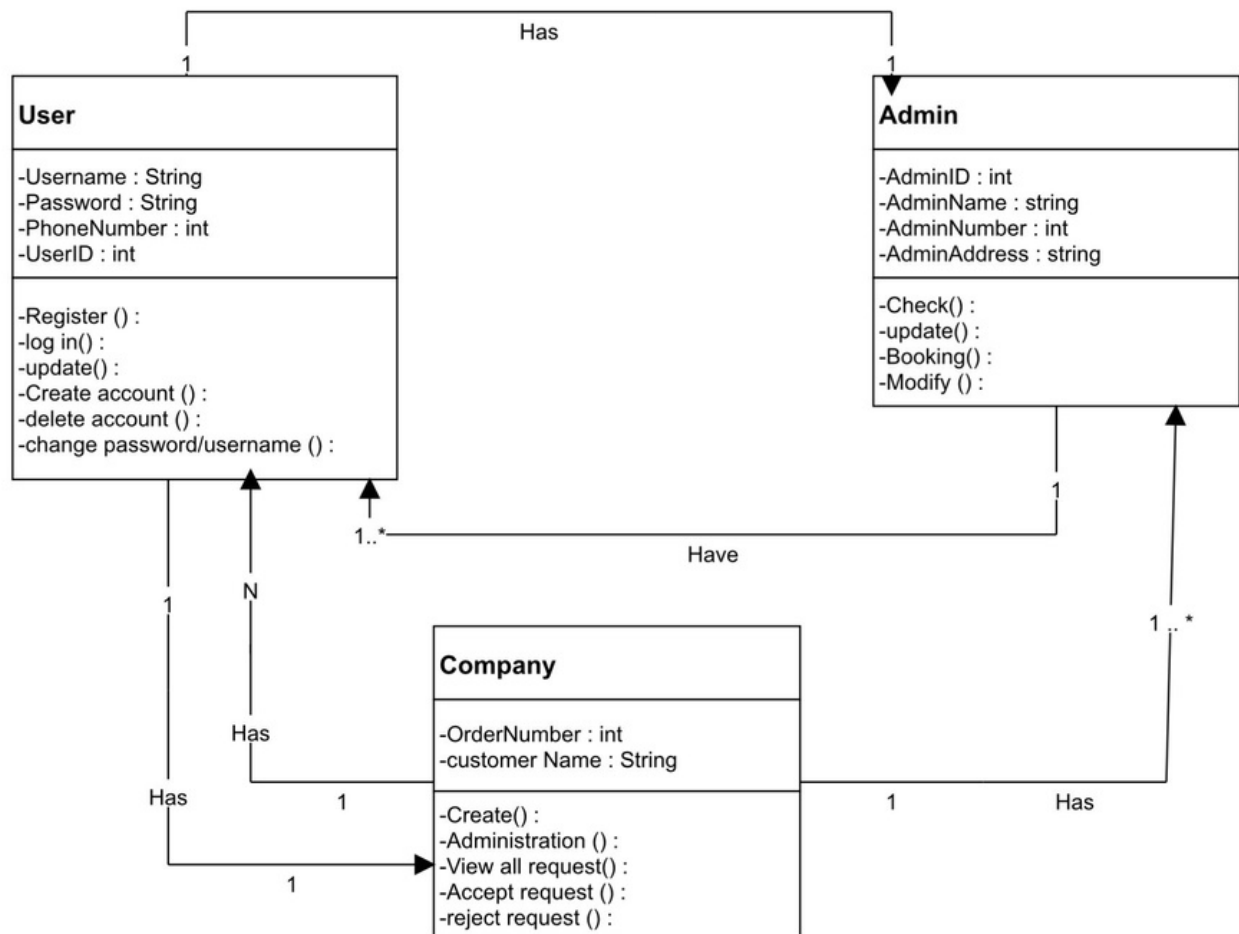 Has
1
1
User
-Username : String
-Password : String
-PhoneNumber : int
-UserID : int
-Register () :
-log in() :
-update() :
-Create account () :
-delete account () :
-change password/username () :
Admin
-AdminID : int
-AdminName : string
-AdminNumber : int
-AdminAddress : string
-Check() :
-update() :
-Booking() :
-Modify () :
1
1..*
Have
1
N
1 .. *
Company
-OrderNumber : int
-customer Name : String
-Create() :
-Administration () :
-View all request() :
-Accept request () :
-reject request () :
Has
1
Has
1
1
Has